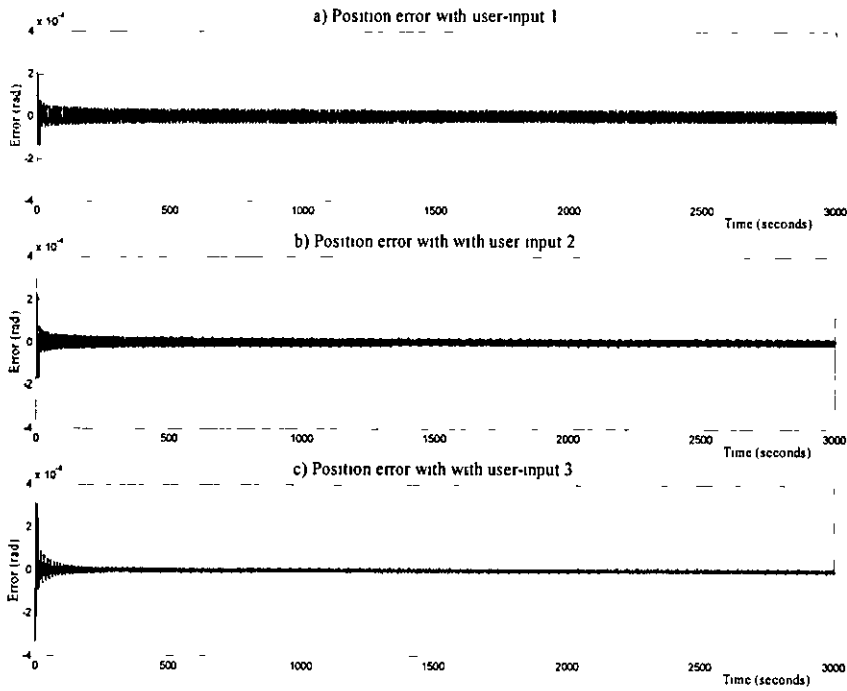 a) Position error with user-input 1
x 10-4
4
2
0
-2
-4
Error (rad)
0 500 1000 1500 2000 2500 3000
Time (seconds)
b) Position error with with user input 2
x 10-4
4
2
0
-2
-4
Error (rad)
0 500 1000 1500 2000 2500 3000
Time (seconds)
c) Position error with with user-input 3
x 10-4
4
2
0
-2
-4
Error (rad)
0 500 1000 1500 2000 2500 3000
Time (seconds)